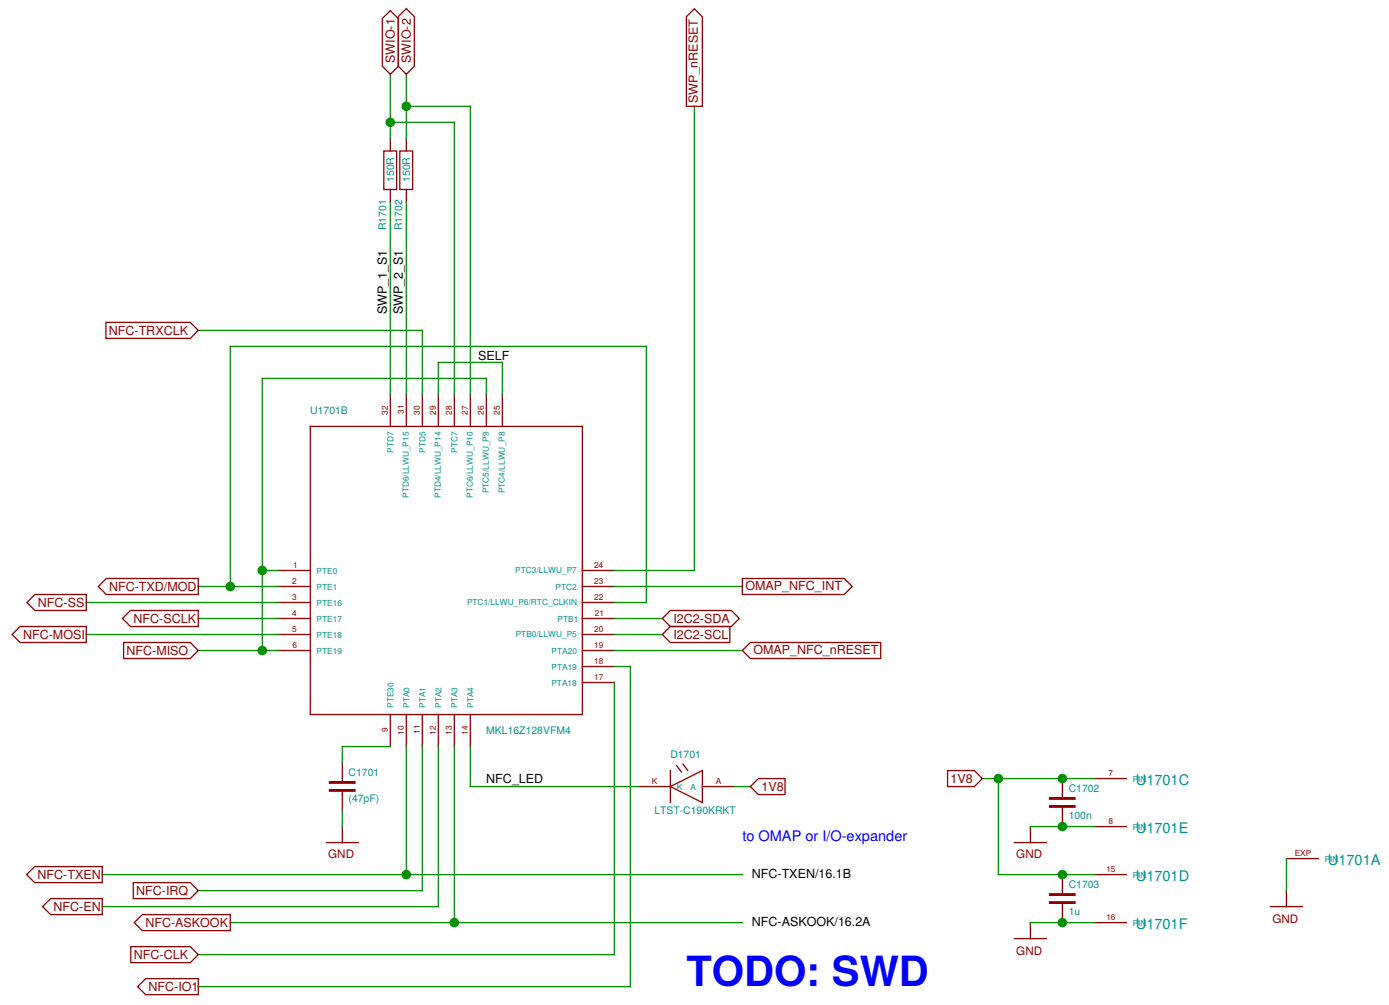 SWIO-1
SWIO-2
SWP_nRESET
150R
150R
R1701
R1702
SWP_1_S1
SWP_2_S1
NFC-TRXCLK
SELF
U1701B
32
31
30
29
28
27
26
25
PTD7
PTD6/LLWU_P15
PTD5
PTD4/LLWU_P14
PTC7
PTC6/LLWU_P10
PTC5/LLWU_P9
PTC4/LLWU_P8
NFC-TXD/MOD
NFC-SS
NFC-SCLK
NFC-MOSI
NFC-MISO
1 PTE0
2 PTE1
3 PTE16
4 PTE17
5 PTE18
6 PTE19
PTC3/LLWU_P7 24
PTC2 23
PTC1/LLWU_P6/RTC_CLKIN 22
PTB1 21
PTB0/LLWU_P5 20
PTA20 19
PTA19 18
PTA18 17
OMAP_NFC_INT
I2C2-SDA
I2C2-SCL
OMAP_NFC_nRESET
PTE30
PTA0
PTA1
PTA2
PTA3
PTA4
9
10
11
12
13
14
MKL16Z128VFM4
C1701
(47pF)
GND
NFC_LED
D1701
K
K
A
A
LTST-C190KRKT
1V8
to OMAP or I/O-expander
NFC-TXEN
NFC-TXEN/16.1B
NFC-IRQ
NFC-EN
NFC-ASKOOK
NFC-ASKOOK/16.2A
NFC-CLK
NFC-IO1
TODO: SWD
1V8
7
PIN
U1701C
C1702
100n
8
PIN
U1701E
GND
15
PIN
U1701D
C1703
1u
16
PIN
U1701F
GND
EXP
PIN
U1701A
GND